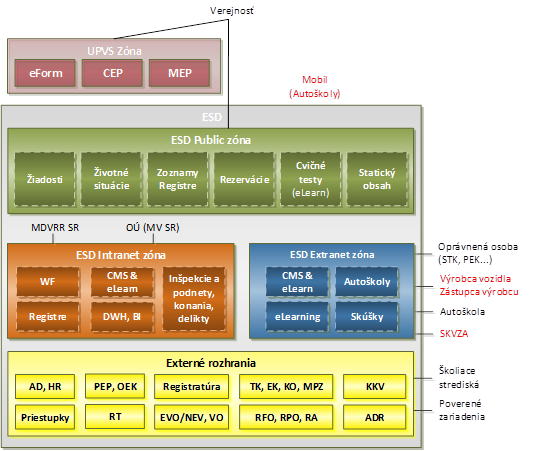 Verejnosť
UPVS Zóna
eForm
CEP
MEP
Mobil
(Autoškoly)
ESD
ESD Public zóna
Žiadosti
Životné
situácie
Zoznamy
Registre
Rezervácie
Cvičné
testy
(eLearn)
Statický
obsah
MDVRR SR
OÚ (MV SR)
ESD Intranet zóna
WF
CMS &
eLearn
Inšpekcie a
podnety,
konania,
delikty
Registre
DWH, BI
ESD Extranet zóna
CMS &
eLearn
Autoškoly
eLearning
Skúšky
Oprávnená osoba
(STK, PEK...)
Výrobca vozidla
Zástupca výrobcu
Autoškola
SKVZA
Školiace
strediská
Poverené
zariadenia
Externé rozhrania
AD, HR
PEP, OEK
Registratúra
TK, EK, KO, MPZ
KKV
Priestupky
RT
EVO/NEV, VO
RFO, RPO, RA
ADR